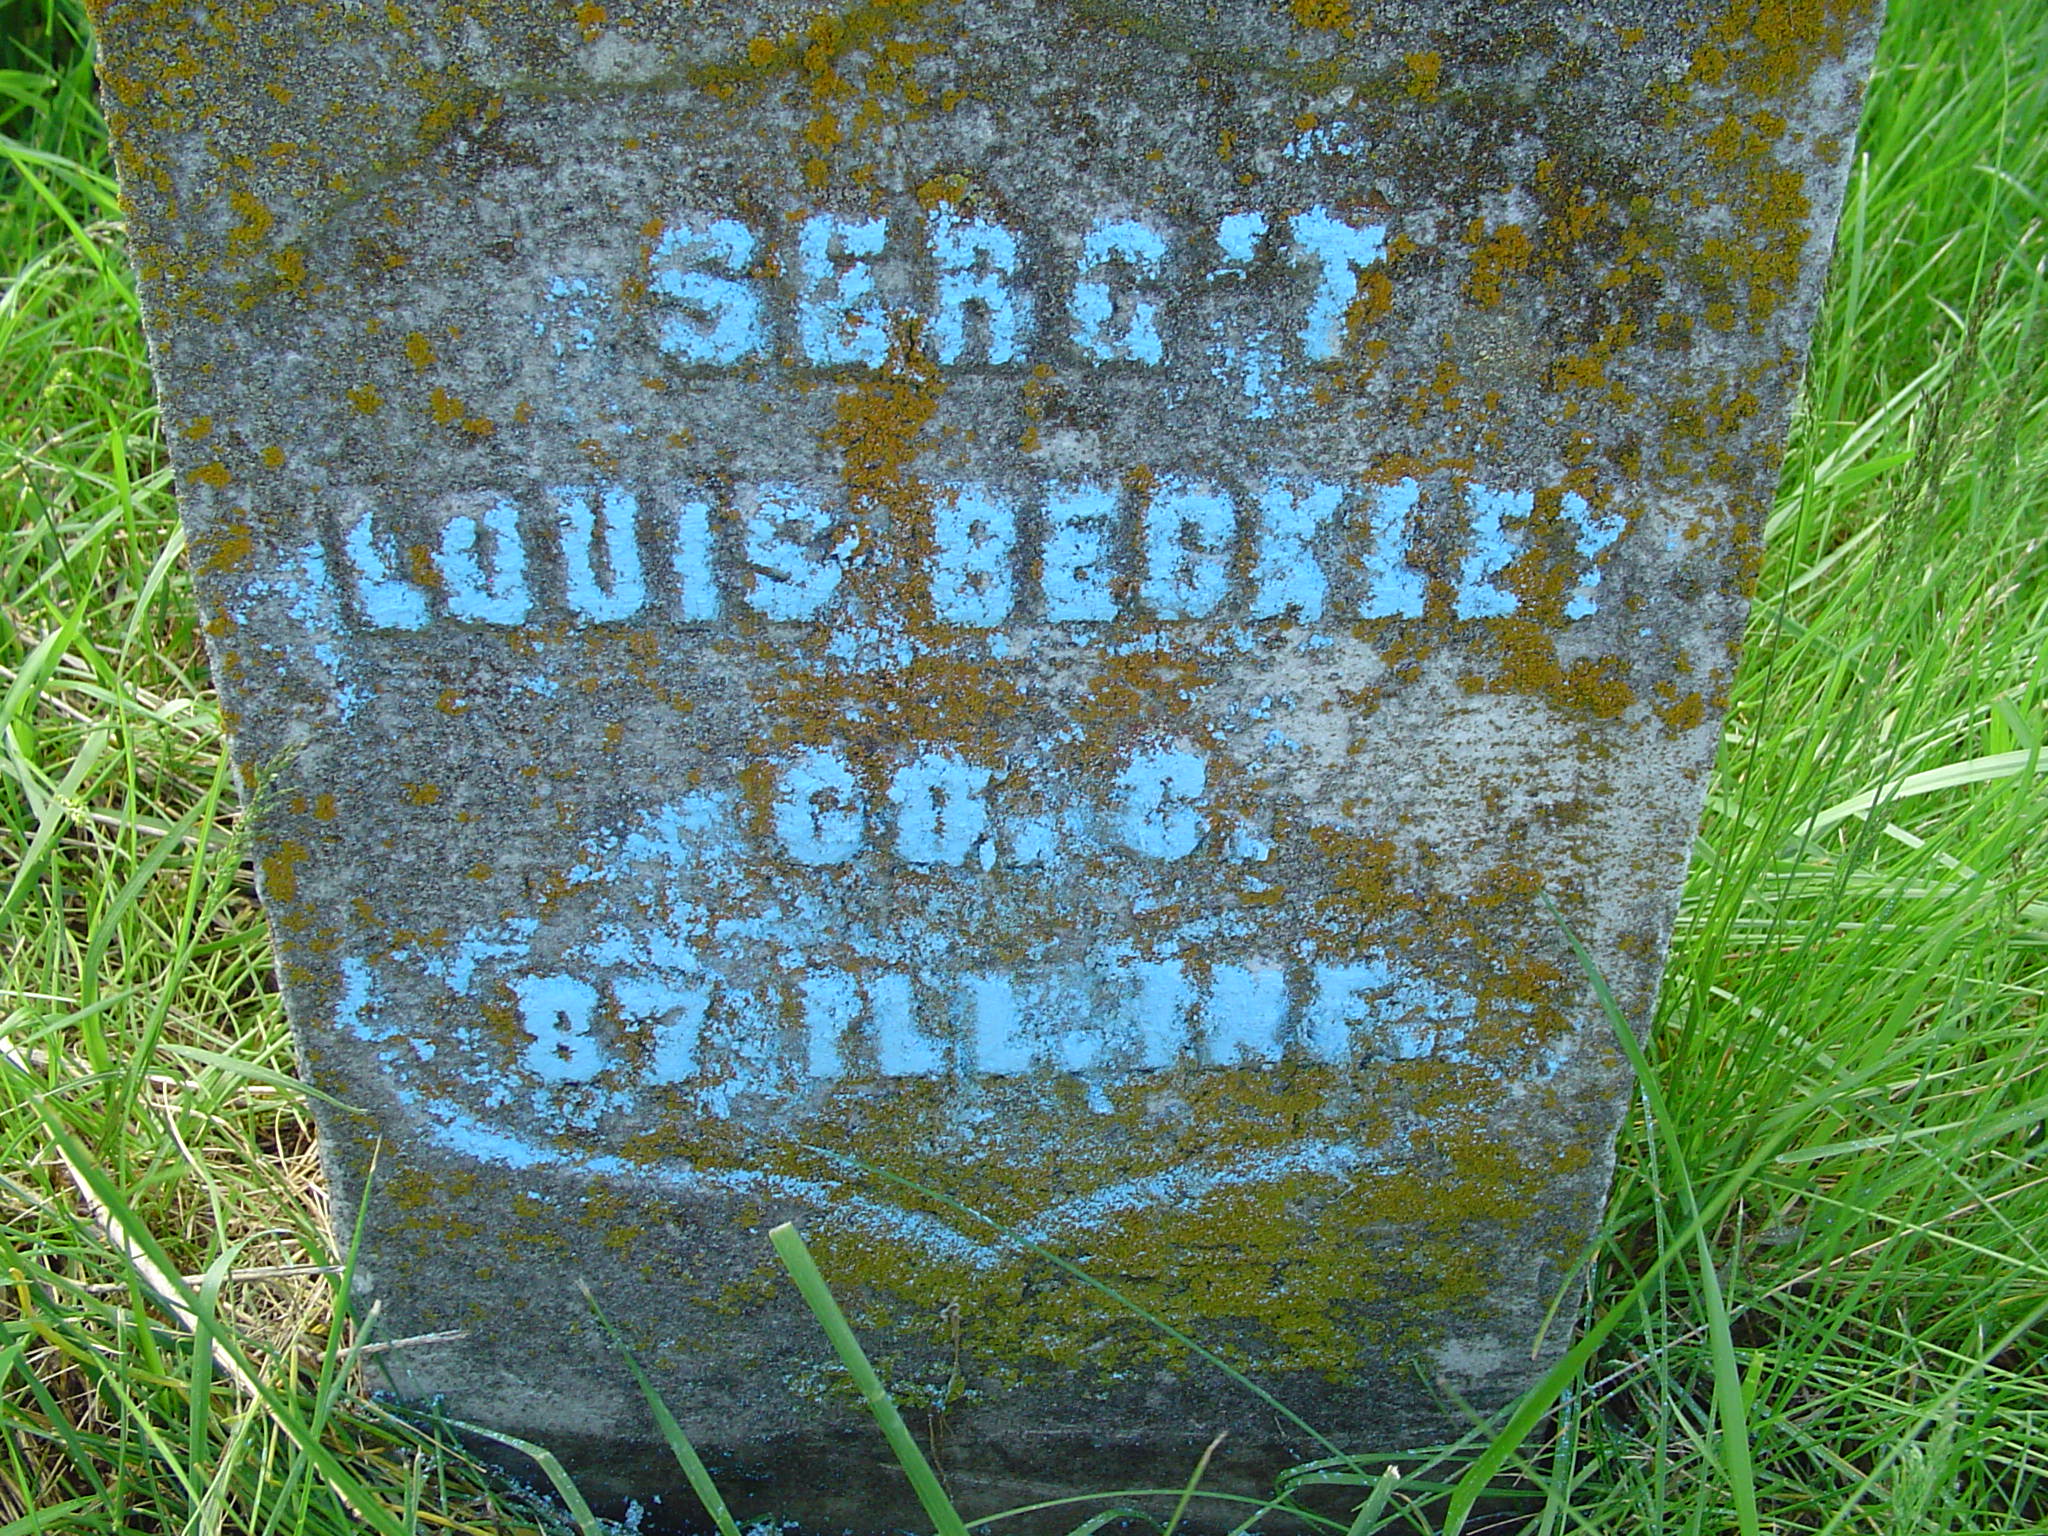 SERG'T
LOUIS BECKLEY
CO. C.
87 ILL. INF.